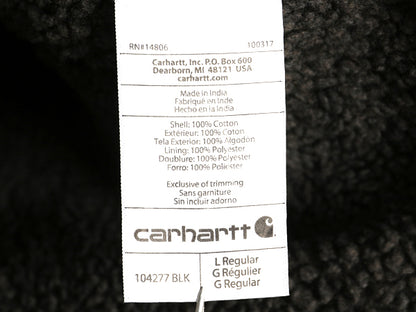 RN#14806 100317
Carhartt, Inc. P.O. Box 600
Dearborn, MI 48121 USA
carhartt.com
Made in India
Fabriqué en Inde
Hecho en la India
Shell: 100% Cotton
Extérieur: 100% Coton
Tela Exterior: 100% Algodon
Lining: 100% Polyester
Doublure: 100% Polyester
Forro: 100% Poliester
Exclusive of trimming
Sans garniture
Sin incluir adorno
carhartt
104277 BLK
L Regular
G Régulier
G Regular